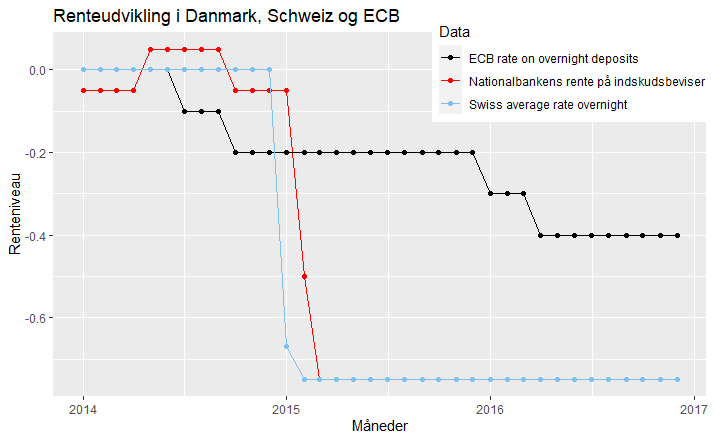 Renteudvikling i Danmark, Schweiz og ECB
Data
ECB rate on overnight deposits
Nationalbankens rente på indskudsbeviser
Swiss average rate overnight
Renteniveau
0.0
-0.2
-0.4
-0.6
2014
2015
2016
2017
Måneder